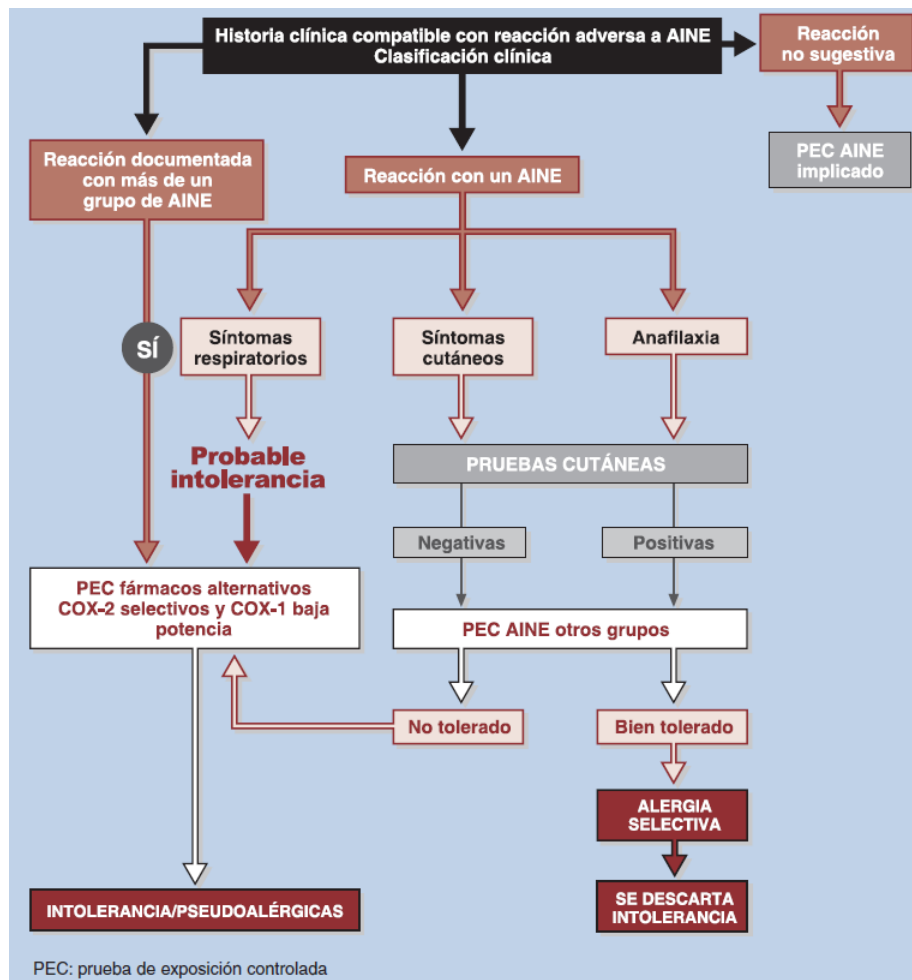 Historia clínica compatible con reacción adversa a AINE
Clasificación clínica
Reacción
no sugestiva
PEC AINE
implicado
Reacción documentada
con más de un
grupo de AINE
Reacción con un AINE
SÍ
Síntomas
respiratorios
Síntomas
cutáneos
Anafilaxia
Probable
intolerancia
PRUEBAS CUTÁNEAS
Negativas
Positivas
PEC fármacos alternativos
COX-2 selectivos y COX-1 baja
potencia
PEC AINE otros grupos
No tolerado
Bien tolerado
ALERGIA
SELECTIVA
INTOLERANCIA/PSEUDOALÉRGICAS
SE DESCARTA
INTOLERANCIA
PEC: prueba de exposición controlada